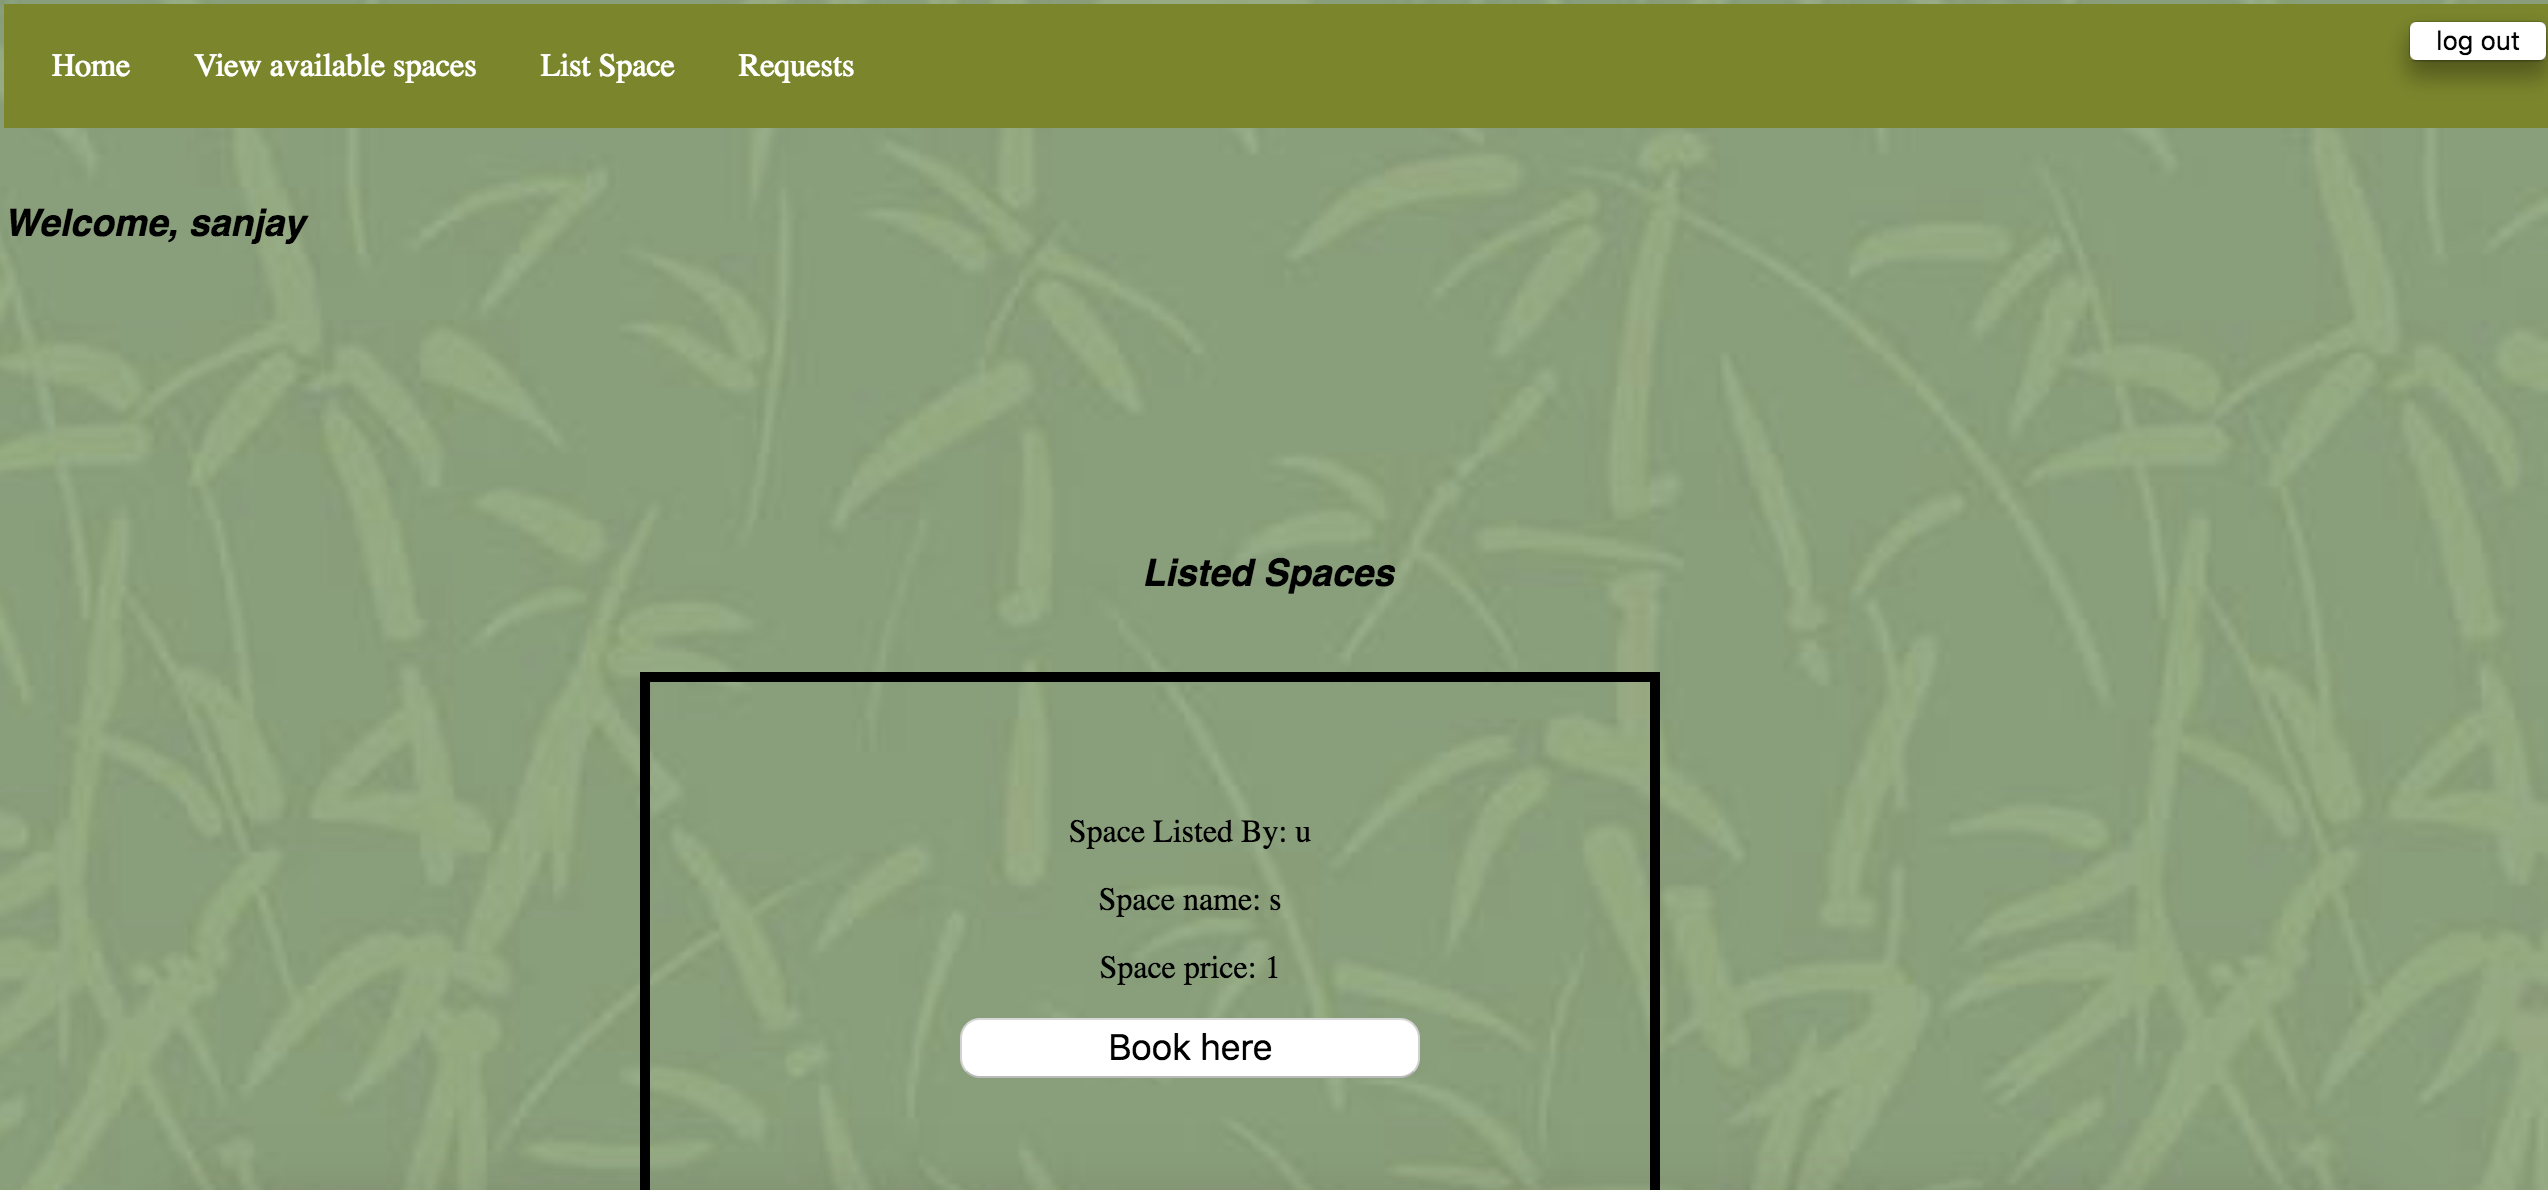 Home View available spaces List Space Requests log out
Welcome, sanjay
Listed Spaces
Space Listed By: u
Space name: s
Space price: 1
Book here